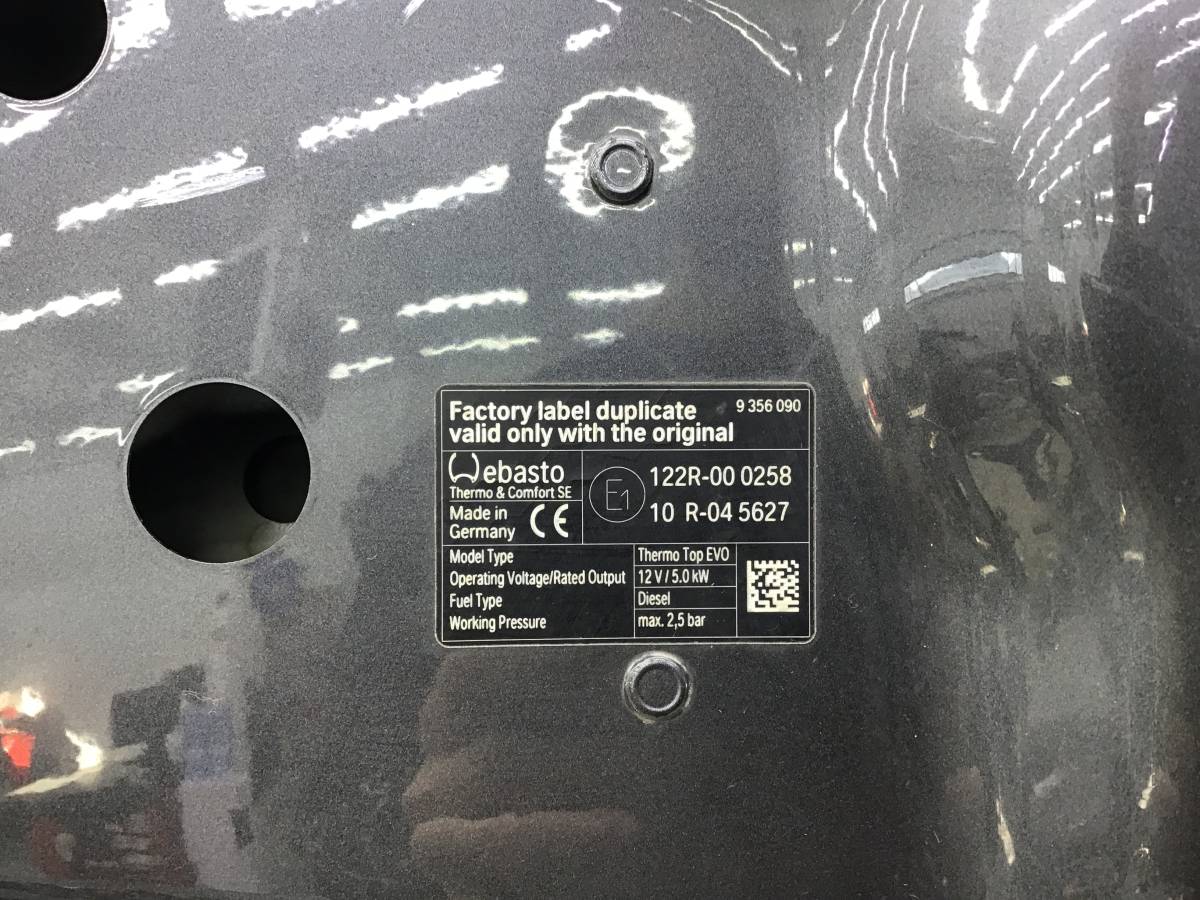 Factory label duplicate 9 356 090
valid only with the original
Webasto
Thermo & Comfort SE
Made in
Germany
CE
E1
122R-00 0258
10 R-04 5627
Model Type Thermo Top EVO
Operating Voltage/Rated Output 12 V / 5.0 kW
Fuel Type Diesel
Working Pressure max. 2,5 bar